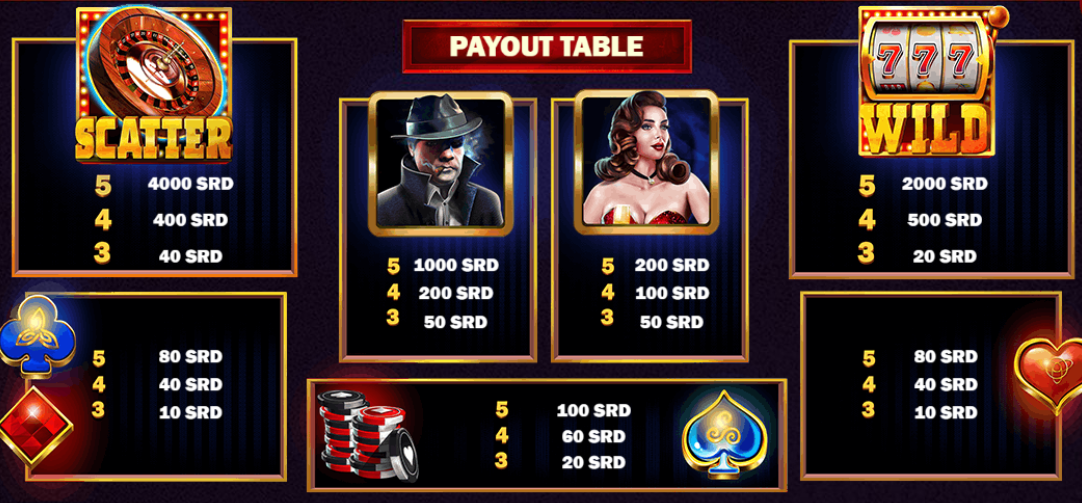 PAYOUT TABLE
SCATTER
5 4000 SRD
4 400 SRD
3 40 SRD
5 1000 SRD
4 200 SRD
3 50 SRD
5 200 SRD
4 100 SRD
3 50 SRD
777
WILD
5 2000 SRD
4 500 SRD
3 20 SRD
5 80 SRD
4 40 SRD
3 10 SRD
5 100 SRD
4 60 SRD
3 20 SRD
5 80 SRD
4 40 SRD
3 10 SRD